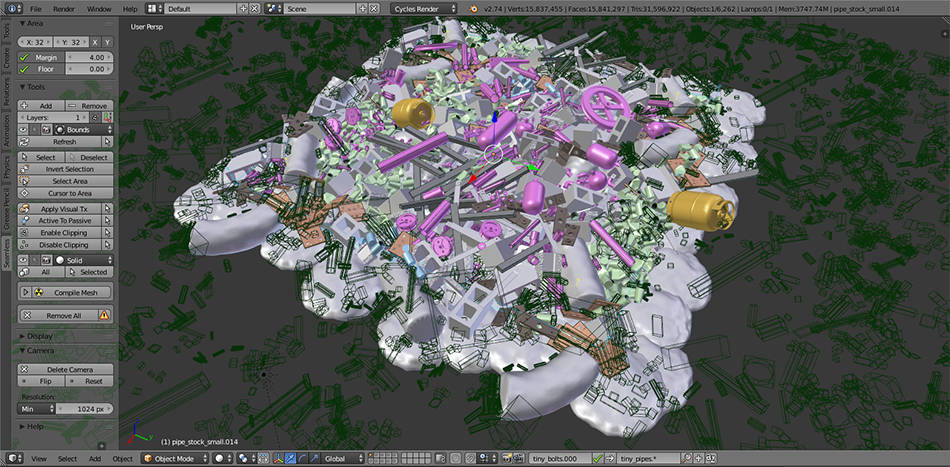 File Render Window Help Default Scene Cycles Render v2.74 | Verts:15,837,455 | Faces:15,841,297 | Tris:31,596,922 | Objects:1/6,262 | Lamps:0/1 | Mem:3747.74M | pipe_stock_small.014
User Persp
Tools
Create
Relations
Animation
Physics
Grease Pencil
Seamless
Area
X: 32 Y: 32 X Y
Margin 4.00
Floor 0.00
Tools
Add Remove
Layers: 1
Bounds
Refresh
Select Deselect
Invert Selection
Select Area
Cursor to Area
Apply Visual Tx
Active To Passive
Enable Clipping
Disable Clipping
Solid
All Selected
Compile Mesh
Remove All
Display
Camera
Delete Camera
Flip Reset
Resolution:
Min 1024 px
Help
(1) pipe_stock_small.014
View Select Add Object Object Mode Global tiny_bolts.000 tiny_pipes.*